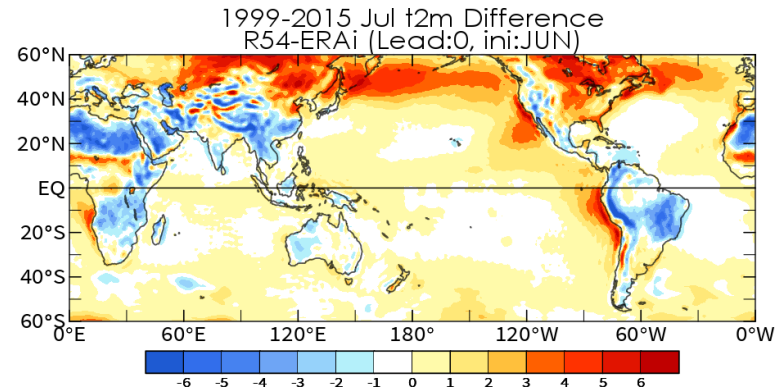 1999-2015 Jul t2m Difference
R54-ERAi (Lead:0, ini:JUN)
60°N
40°N
20°N
EQ
20°S
40°S
60°S
0°E 60°E 120°E 180° 120°W 60°W 0°W
-6 -5 -4 -3 -2 -1 0 1 2 3 4 5 6